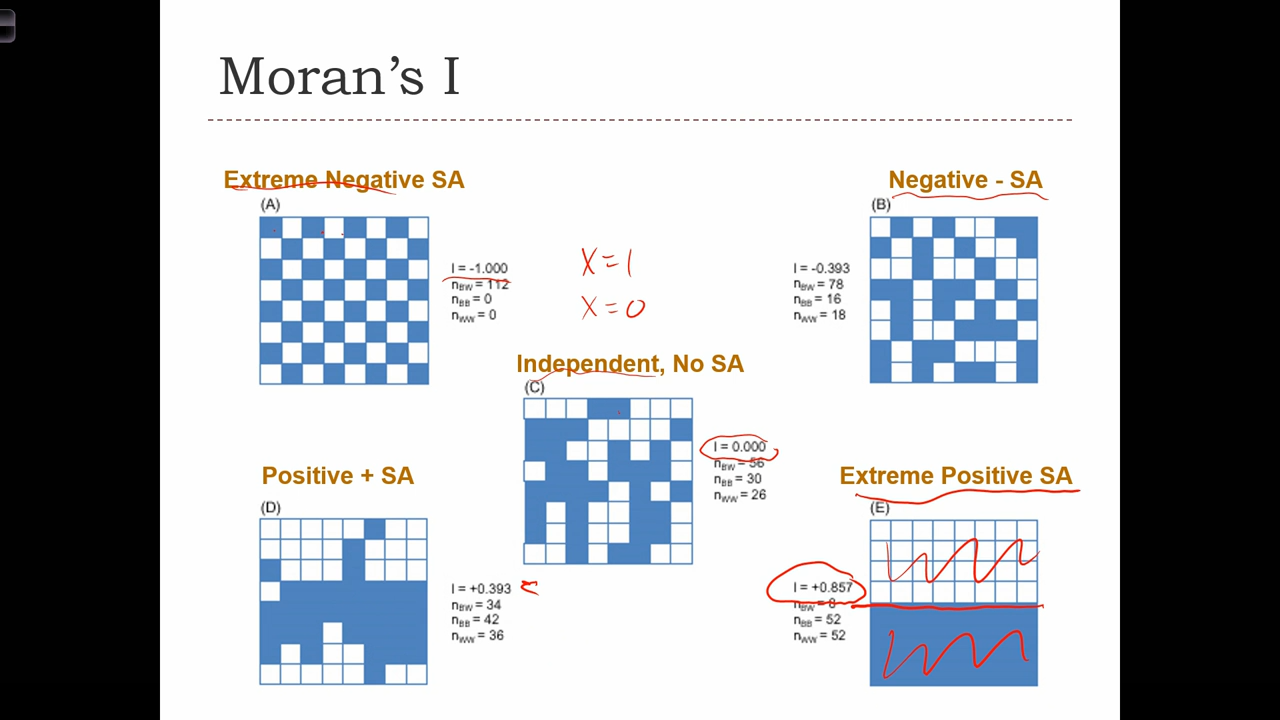 Moran's I
Extreme Negative SA
(A)
I = -1.000
nBW = 112
nBB = 0
nWW = 0
X = 1
X = 0
Negative - SA
(B)
I = -0.393
nBW = 78
nBB = 16
nWW = 18
Independent, No SA
(C)
I = 0.000
nBW = 56
nBB = 30
nWW = 26
Positive + SA
(D)
I = +0.393
nBW = 34
nBB = 42
nWW = 36
Extreme Positive SA
(E)
I = +0.857
nBW = 8
nBB = 52
nWW = 52